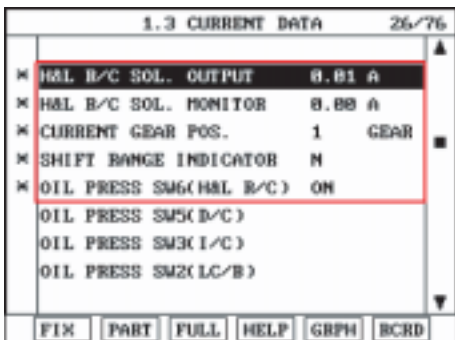 1.3 CURRENT DATA 26/76
* H&L R/C SOL. OUTPUT 0.01 A
* H&L R/C SOL. MONITOR 0.00 A
* CURRENT GEAR POS. 1 GEAR
* SHIFT RANGE INDICATOR N
* OIL PRESS SW6(H&L R/C) ON
OIL PRESS SW5(D/C)
OIL PRESS SW3(I/C)
OIL PRESS SW2(LC/B)
FIX PART FULL HELP GRPH RCRD